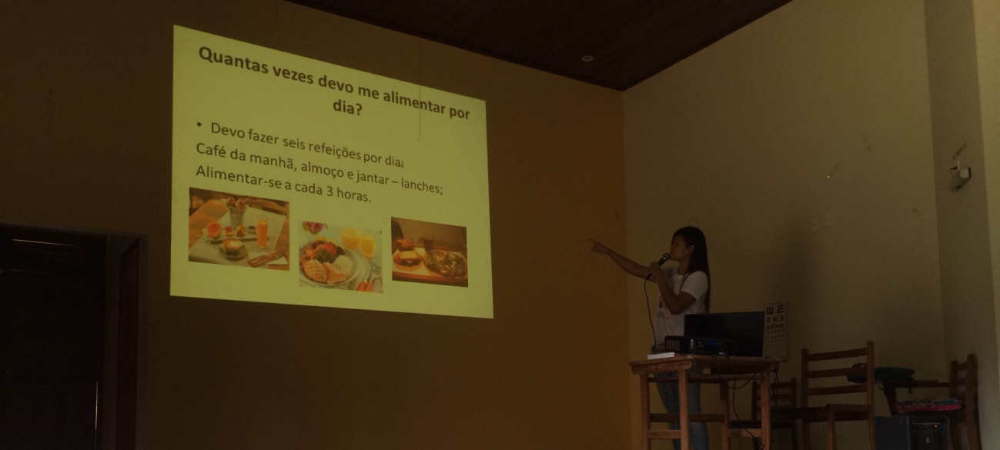 Quantas vezes devo me alimentar por
dia?
• Devo fazer seis refeições por dia:
Café da manhã, almoço e jantar – lanches;
Alimentar-se a cada 3 horas.